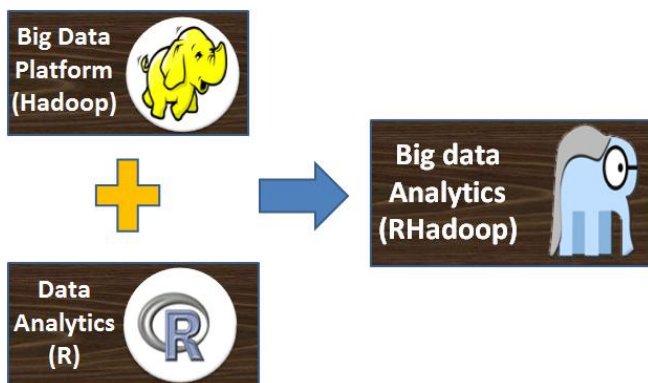 Big Data
Platform
(Hadoop)
Data
Analytics
(R)
R
Big data
Analytics
(RHadoop)